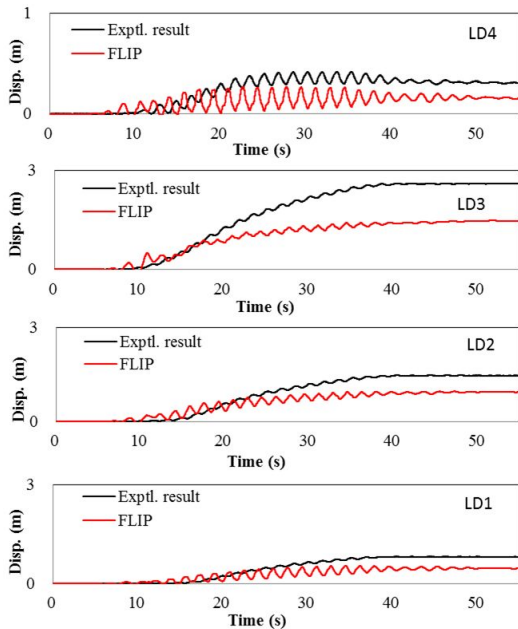 1
Exptl. result
LD4
FLIP
Disp. (m)
0
0 10 20 30 40 50
Time (s)
3
Exptl. result
LD3
FLIP
Disp. (m)
0
0 10 20 30 40 50
Time (s)
3
Exptl. result
LD2
FLIP
Disp. (m)
0
0 10 20 30 40 50
Time (s)
3
Exptl. result
LD1
FLIP
Disp. (m)
0
0 10 20 30 40 50
Time (s)